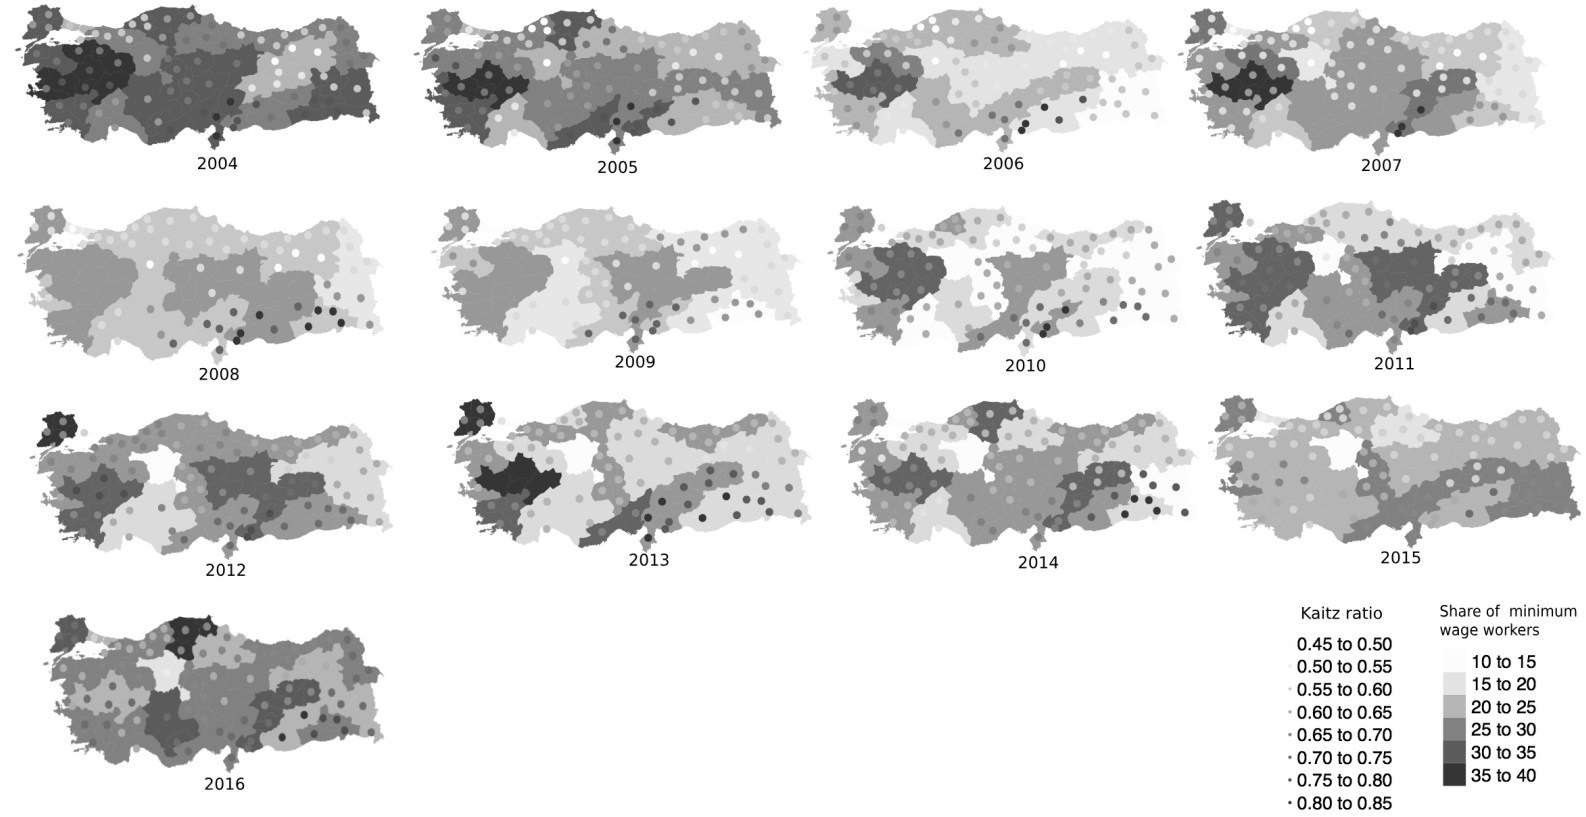 2004
2005
2006
2007
2008
2009
2010
2011
2012
2013
2014
2015
2016
Kaitz ratio
0.45 to 0.50
0.50 to 0.55
0.55 to 0.60
0.60 to 0.65
0.65 to 0.70
0.70 to 0.75
0.75 to 0.80
0.80 to 0.85
Share of minimum
wage workers
10 to 15
15 to 20
20 to 25
25 to 30
30 to 35
35 to 40